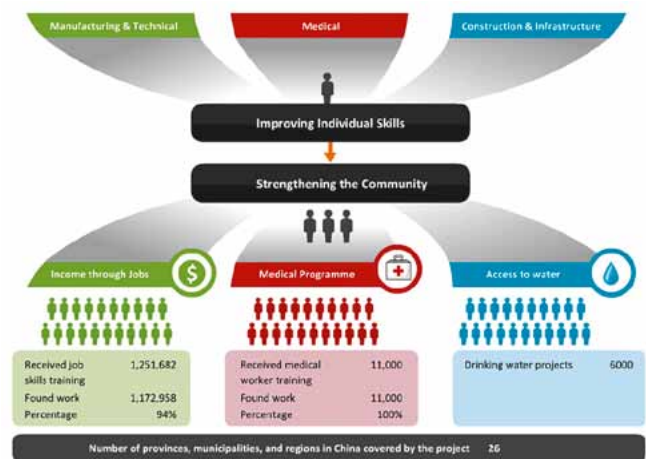 Manufacturing & Technical
Medical
Construction & Infrastructure
Improving Individual Skills
Strengthening the Community
Income through Jobs
$
Medical Programme
Access to water
Received job skills training 1,251,682
Found work 1,172,958
Percentage 94%
Received medical worker training 11,000
Found work 11,000
Percentage 100%
Drinking water projects 6000
Number of provinces, municipalities, and regions in China covered by the project 26